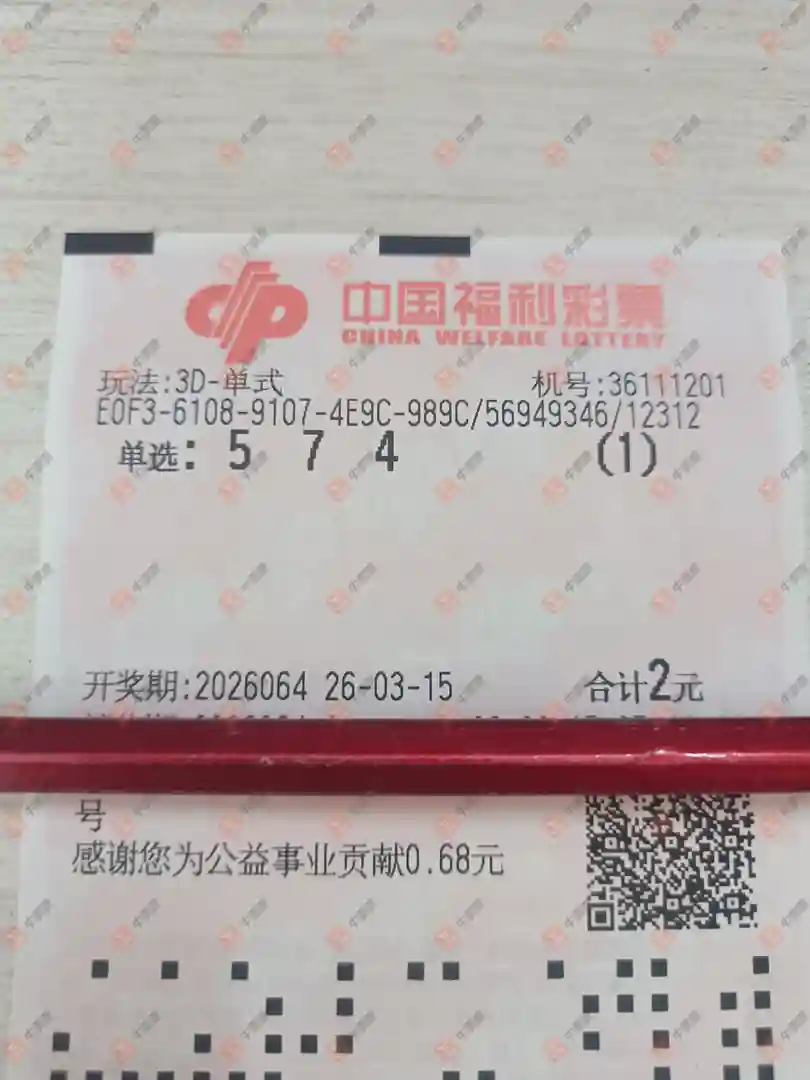 中国福利彩票
CHINA WELFARE LOTTERY
玩法:3D-单式 机号:36111201
E0F3-6108-9107-4E9C-989C/56949346/12312
单选: 5 7 4 (1)
开奖期:2026064 26-03-15 合计2元
号
感谢您为公益事业贡献0.68元